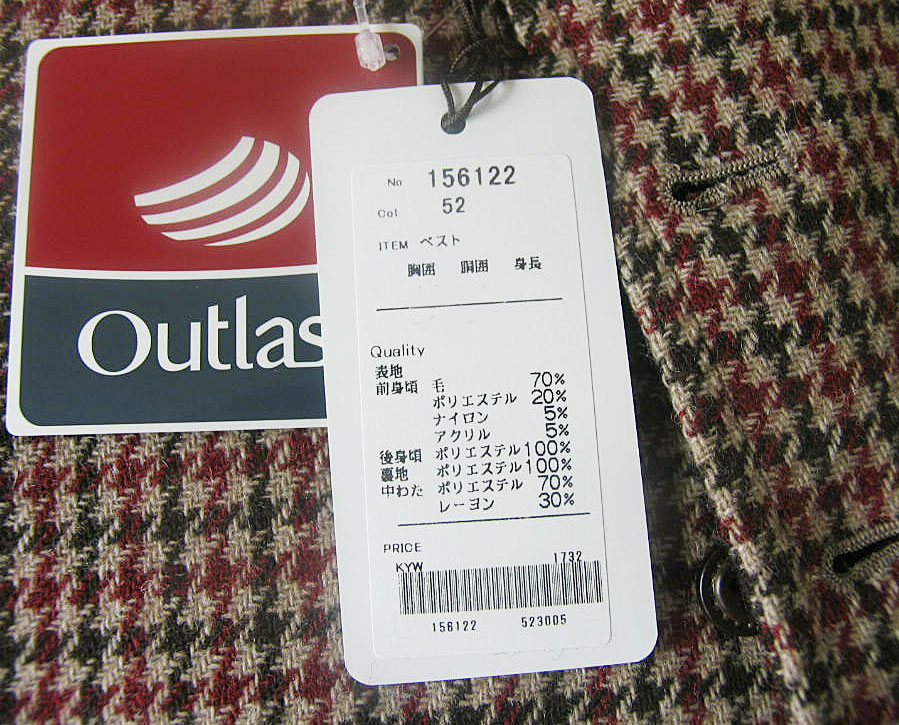 Outlas
No 156122
Col 52
ITEM ベスト
胸囲 胴囲 身長
Quality
表地
前身頃 毛 70%
ポリエステル 20%
ナイロン 5%
アクリル 5%
後身頃 ポリエステル 100%
裏地 ポリエステル 100%
中わた ポリエステル 70%
レーヨン 30%
PRICE
KYW 1732
156122 523005